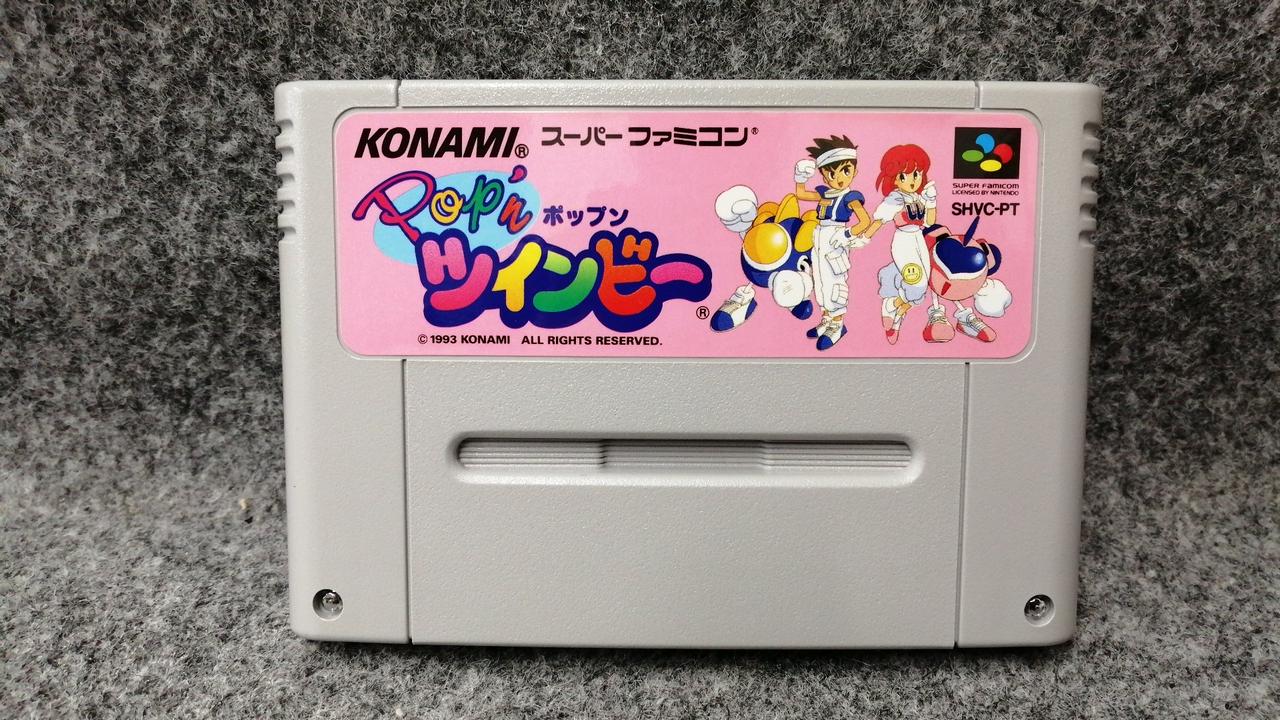 KONAMI® スーパーファミコン®
Pop'n ポップン
ツインビー®
© 1993 KONAMI ALL RIGHTS RESERVED.
SUPER FAMICOM
LICENSED BY NINTENDO
SHVC-PT
T
W